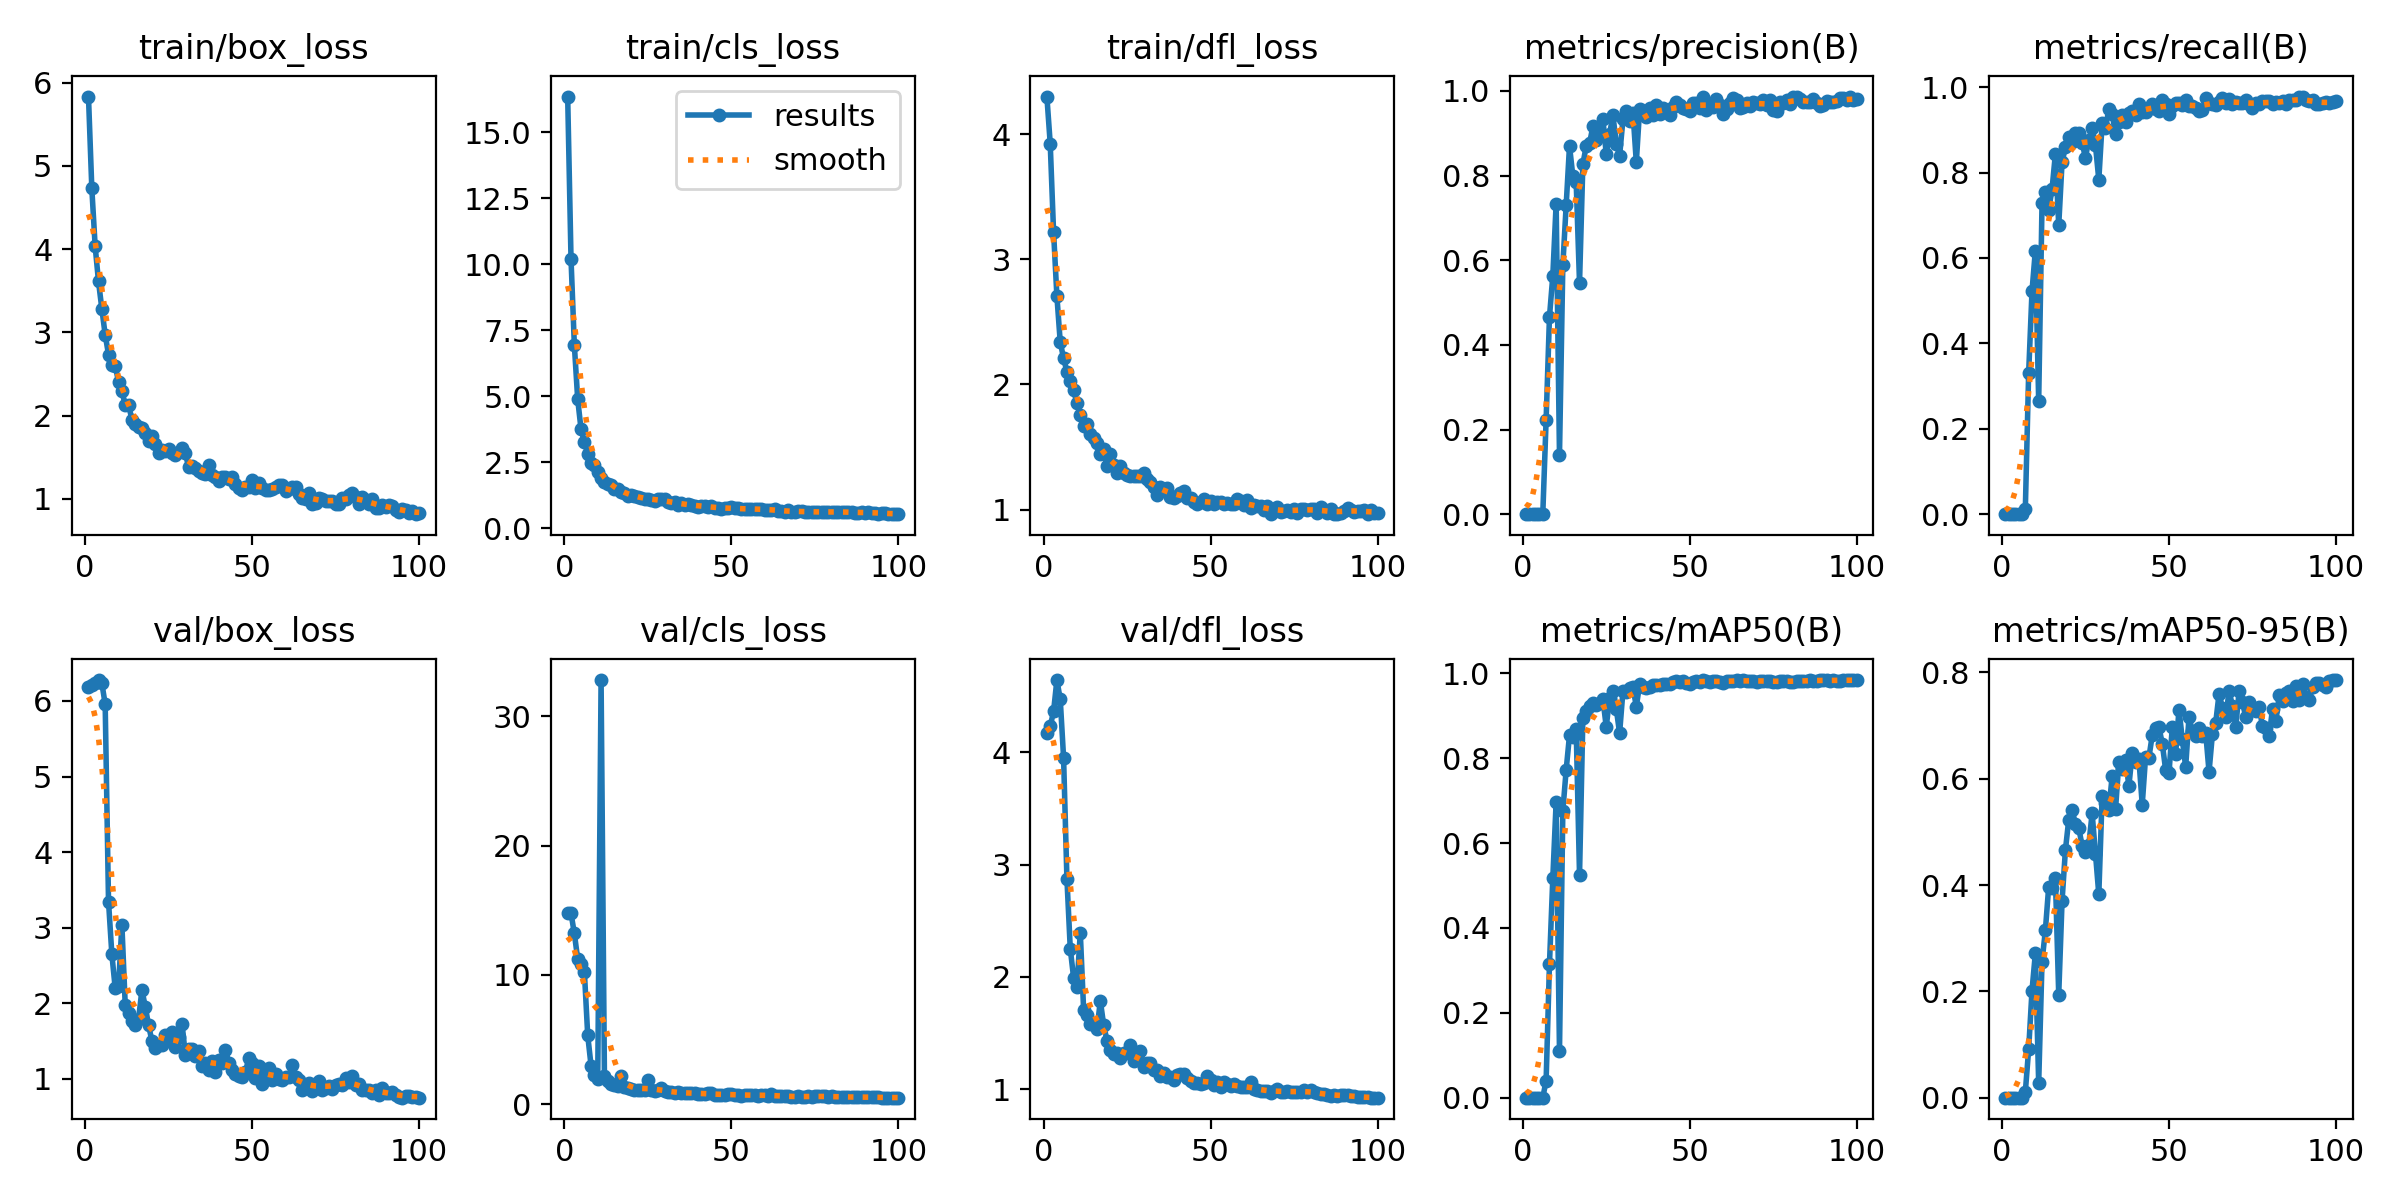 train/box_loss
6
5
4
3
2
1
0 50 100
train/cls_loss
results
smooth
15.0
12.5
10.0
7.5
5.0
2.5
0.0
0 50 100
train/dfl_loss
4
3
2
1
0 50 100
metrics/precision(B)
1.0
0.8
0.6
0.4
0.2
0.0
0 50 100
metrics/recall(B)
1.0
0.8
0.6
0.4
0.2
0.0
0 50 100
val/box_loss
6
5
4
3
2
1
0 50 100
val/cls_loss
30
20
10
0
0 50 100
val/dfl_loss
4
3
2
1
0 50 100
metrics/mAP50(B)
1.0
0.8
0.6
0.4
0.2
0.0
0 50 100
metrics/mAP50-95(B)
0.8
0.6
0.4
0.2
0.0
0 50 100